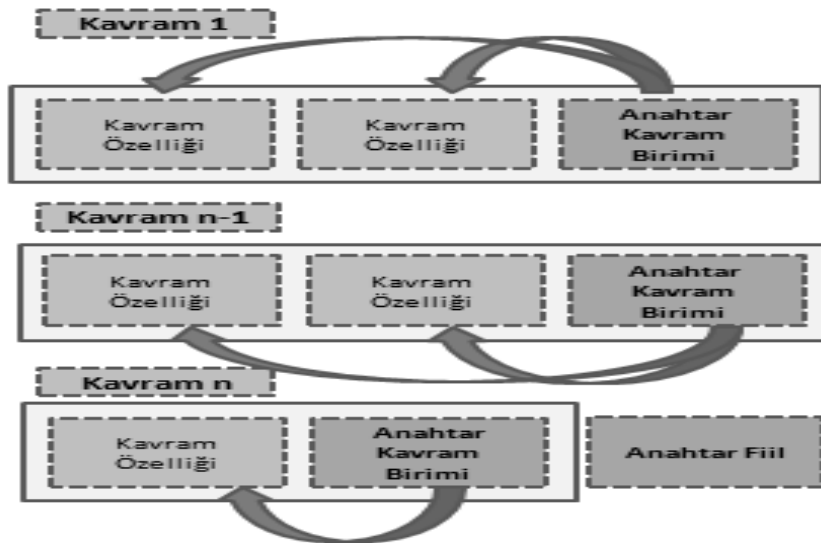 Kavram 1
Kavram
Özelliği
Kavram
Özelliği
Anahtar
Kavram
Birimi
Kavram n-1
Kavram
Özelliği
Kavram
Özelliği
Anahtar
Kavram
Birimi
Kavram n
Kavram
Özelliği
Anahtar
Kavram
Birimi
Anahtar Fiil